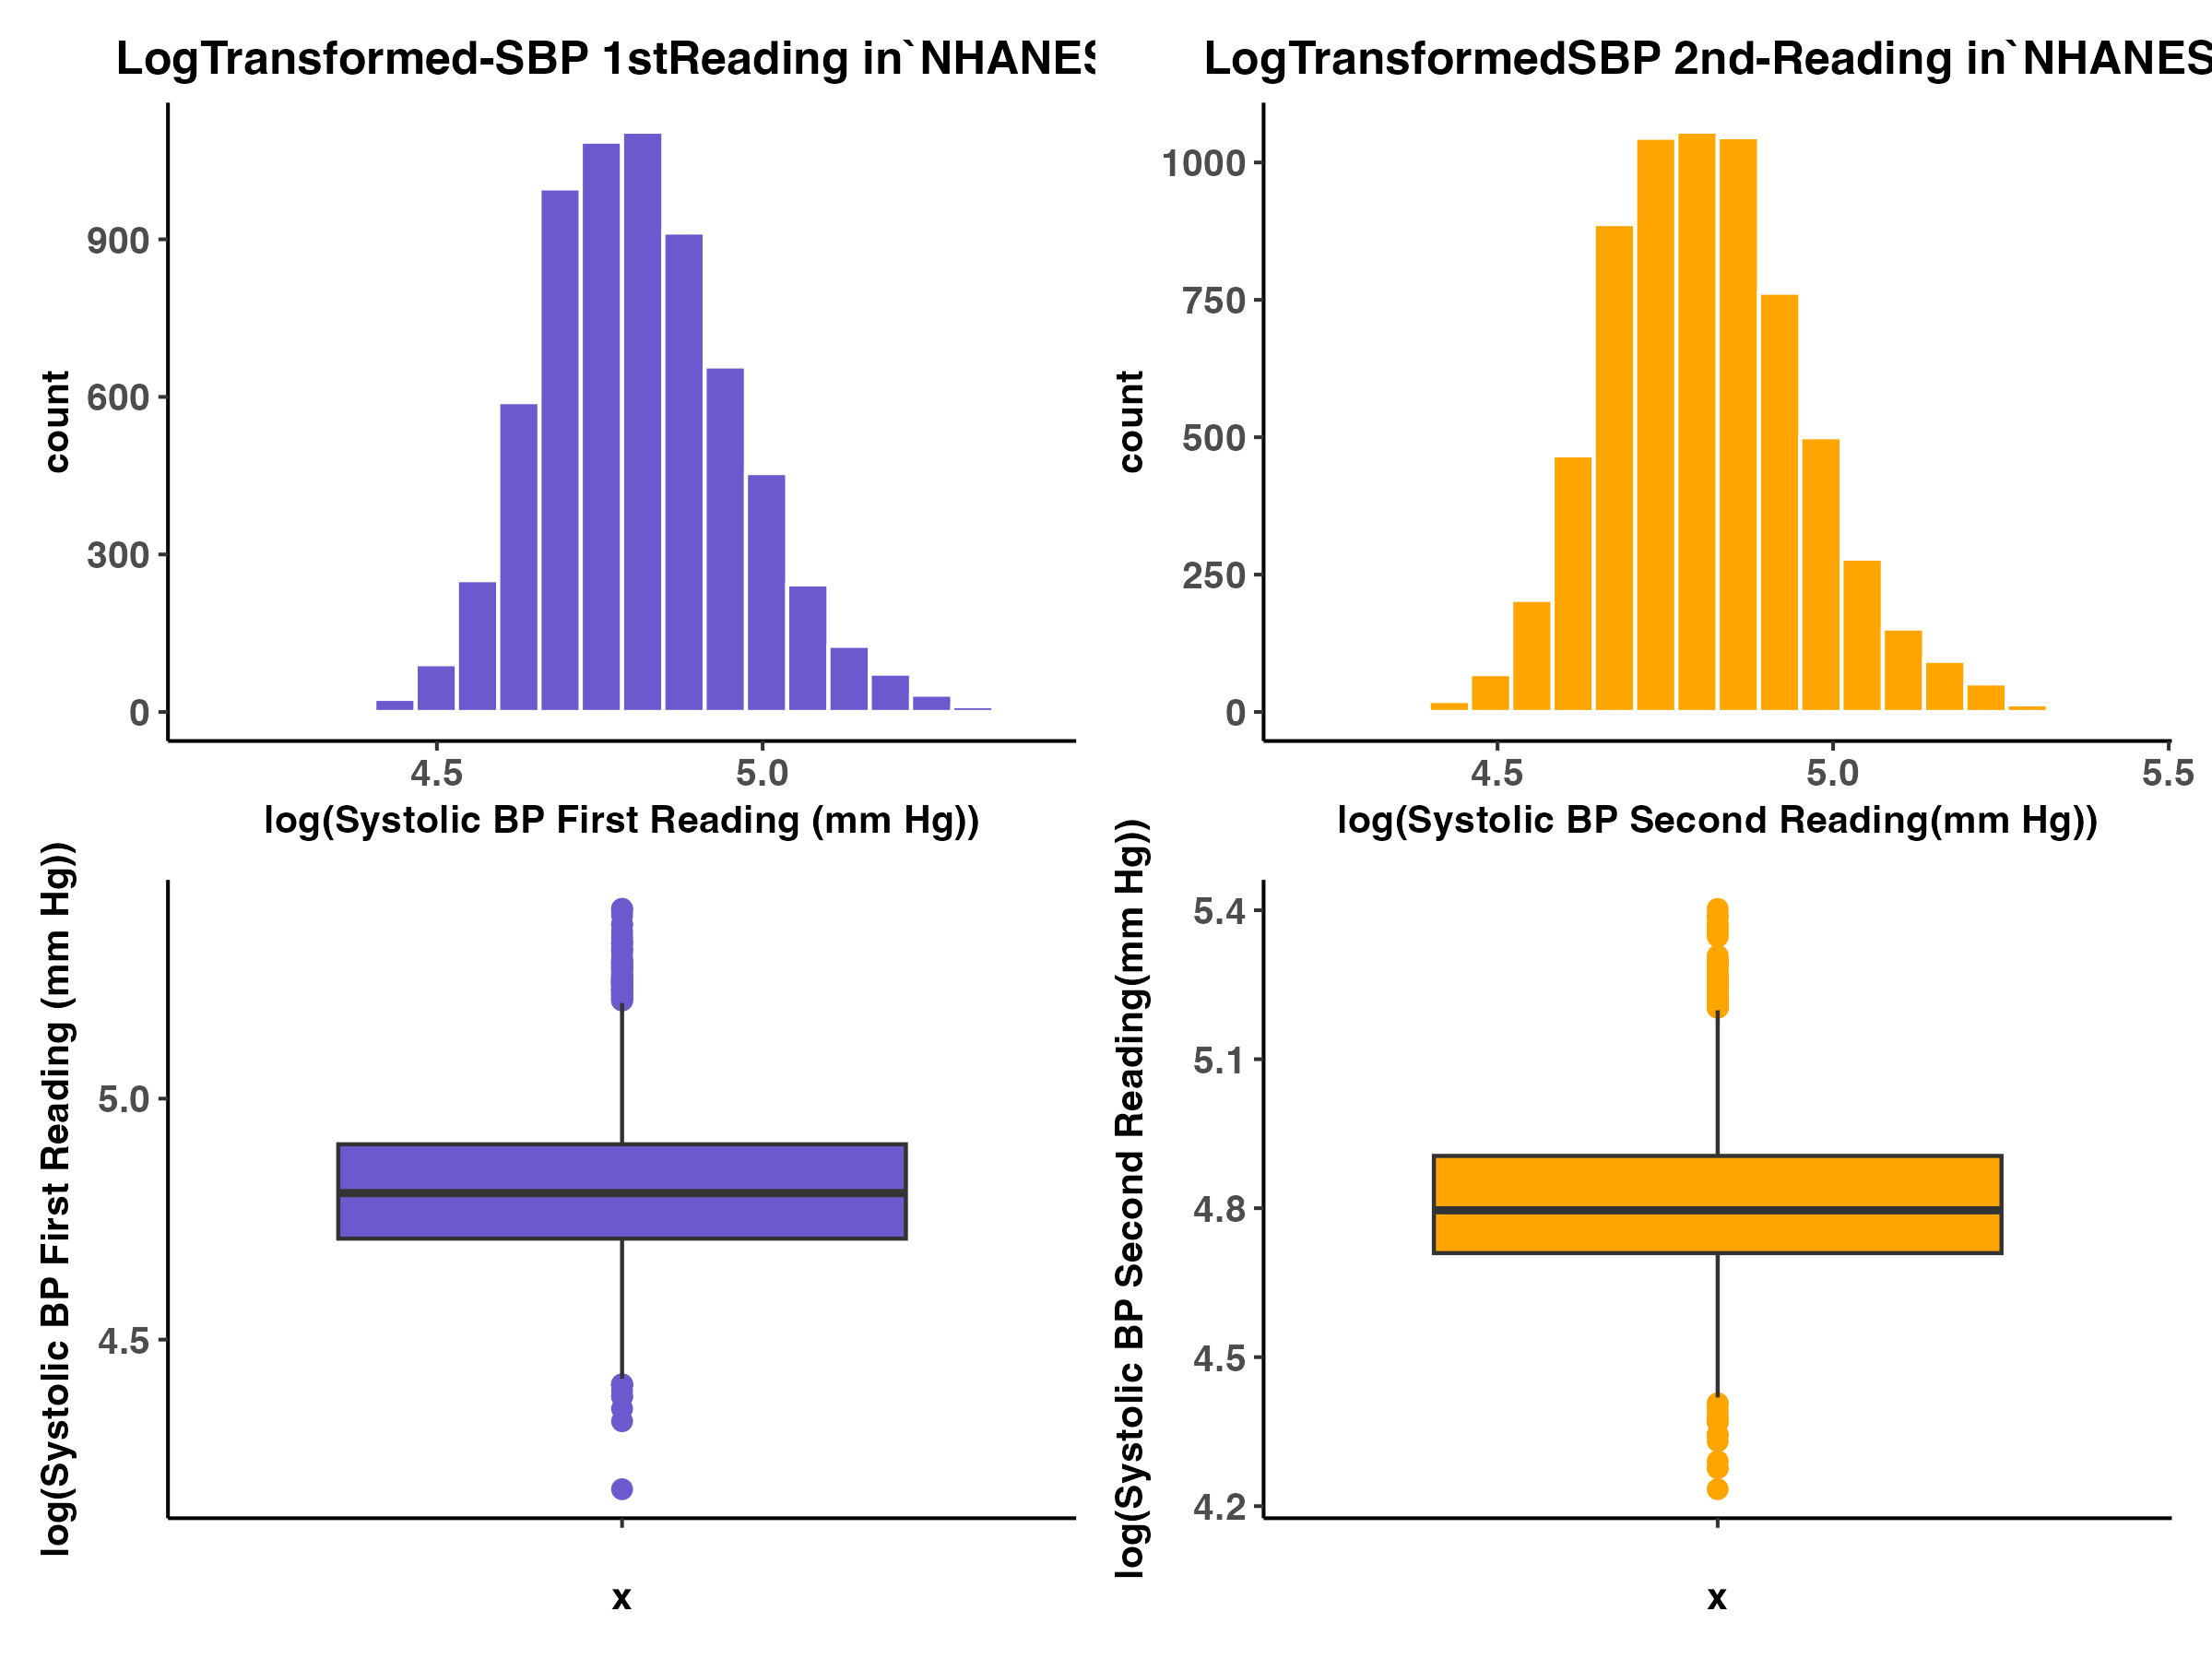 LogTransformed-SBP 1stReading in`NHANES
LogTransformedSBP 2nd-Reading in`NHANES
count
900
600
300
0
4.5 5.0
log(Systolic BP First Reading (mm Hg))
count
1000
750
500
250
0
4.5 5.0 5.5
log(Systolic BP Second Reading(mm Hg))
log(Systolic BP First Reading (mm Hg))
5.0
4.5
x
log(Systolic BP Second Reading(mm Hg))
5.4
5.1
4.8
4.5
4.2
x